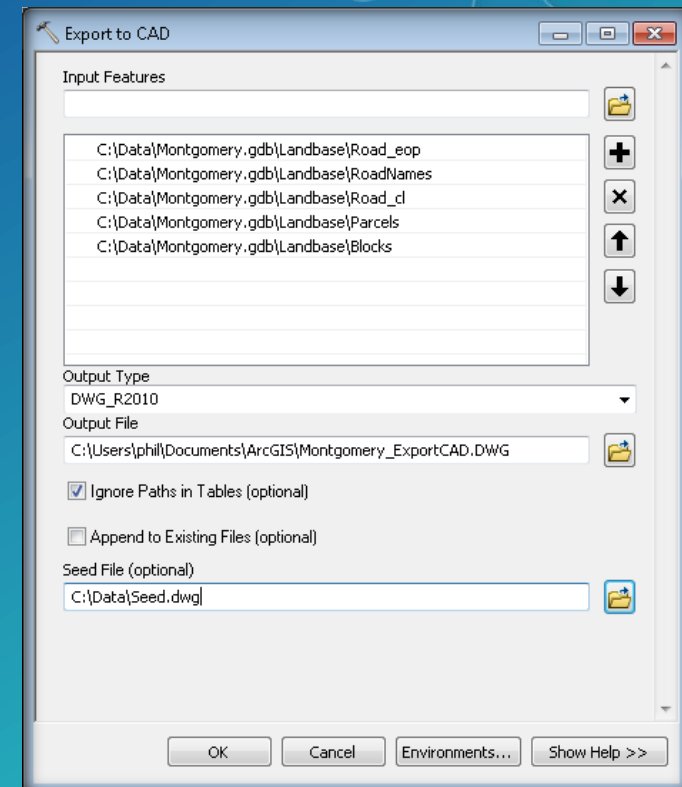 Export to CAD
Input Features
C:\Data\Montgomery.gdb\Landbase\Road_eop
C:\Data\Montgomery.gdb\Landbase\RoadNames
C:\Data\Montgomery.gdb\Landbase\Road_cl
C:\Data\Montgomery.gdb\Landbase\Parcels
C:\Data\Montgomery.gdb\Landbase\Blocks
Output Type
DWG_R2010
Output File
C:\Users\phil\Documents\ArcGIS\Montgomery_ExportCAD.DWG
Ignore Paths in Tables (optional)
Append to Existing Files (optional)
Seed File (optional)
C:\Data\Seed.dwg
OK Cancel Environments... Show Help >>